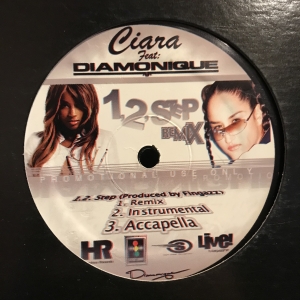 Ciara
Feat:
DIAMONIQUE
1,2, STEP
REMIX
PROMOTIONAL USE ONLY
1.2. Step (Produced by Fingazz)
1. Remix
2. Instrumental
3. Accapella
HR
Live!